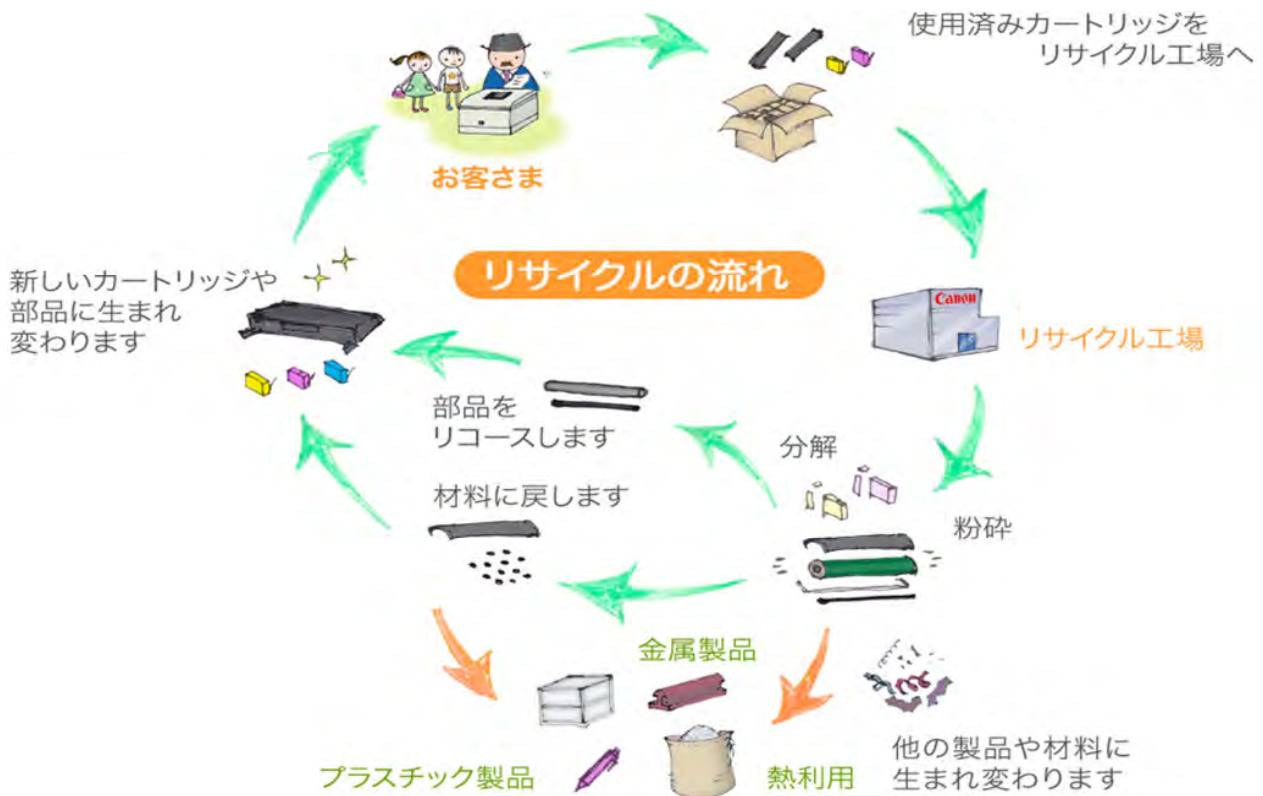 使用済みカートリッジを
リサイクル工場へ
お客さま
リサイクルの流れ
新しいカートリッジや
部品に生まれ
変わります
Canon
リサイクル工場
部品を
リコースします
分解
材料に戻します
粉砕
金属製品
プラスチック製品
熱利用
他の製品や材料に
生まれ変わります